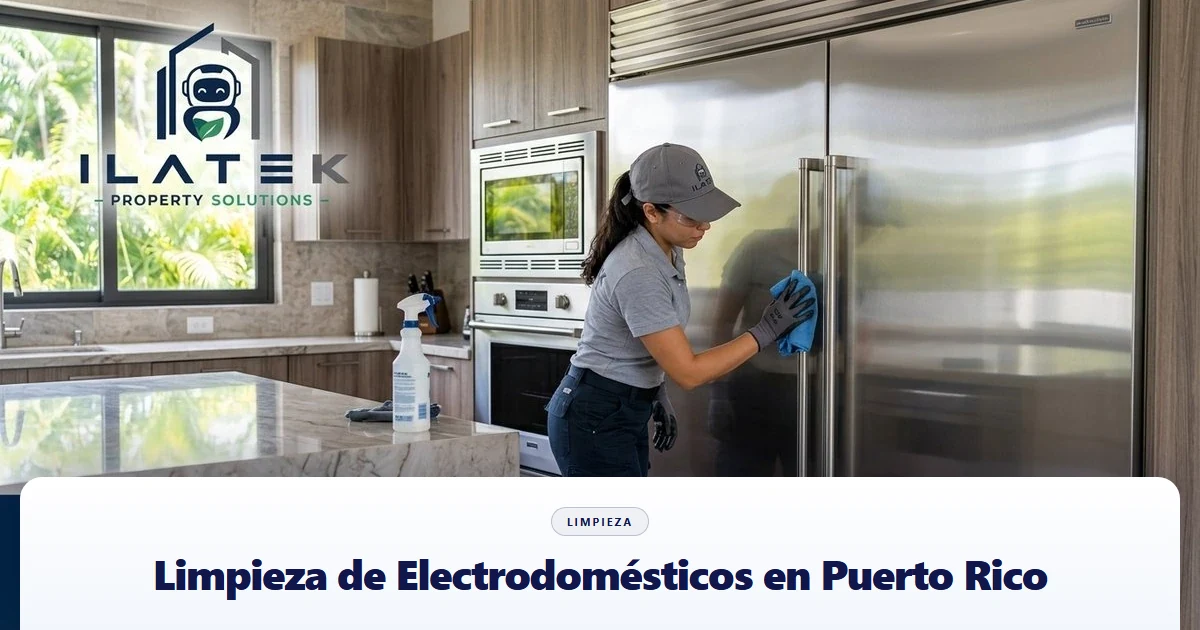 ILATEK
PROPERTY SOLUTIONS
LIMPIEZA
Limpieza de Electrodomésticos en Puerto Rico